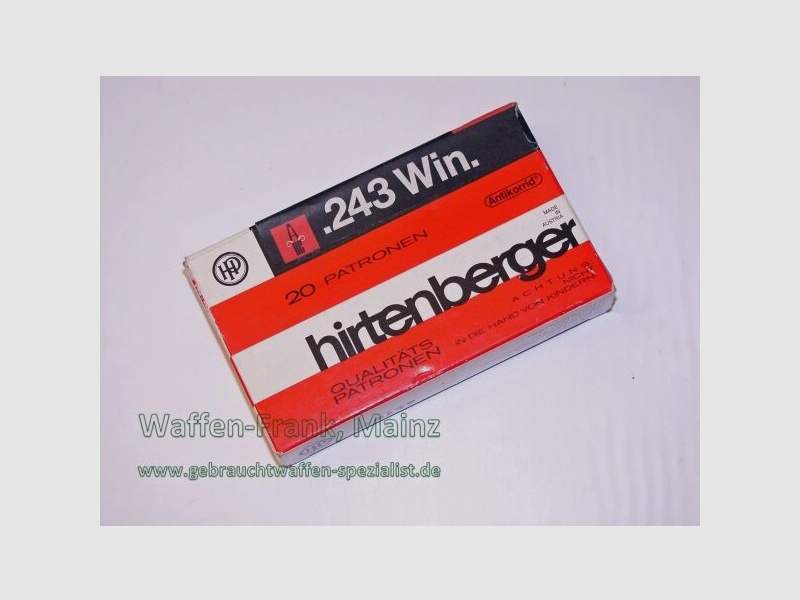 .243 Win.
Antikorrid®
HP
20 PATRONEN
MADE
IN
AUSTRIA
hirtenberger
QUALITÄTS
PATRONEN
ACHTUNG
NICHT
IN DIE HAND VON KINDERN
Waffen-Frank, Mainz
www.gebrauchtwaffen-spezialist.de